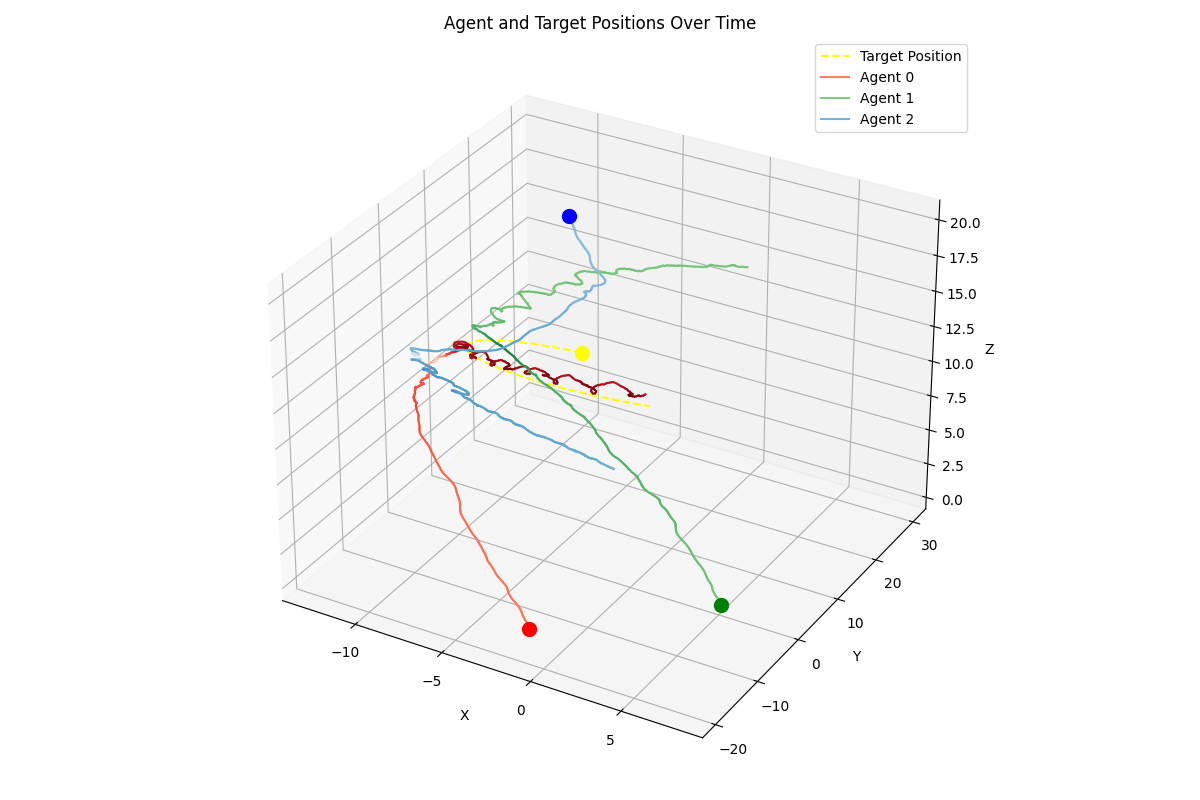 Agent and Target Positions Over Time
Target Position
Agent 0
Agent 1
Agent 2
20.0
17.5
15.0
12.5
10.0
7.5
5.0
2.5
0.0
Z
30
20
10
0
−10
−20
Y
−10
−5
0
5
X